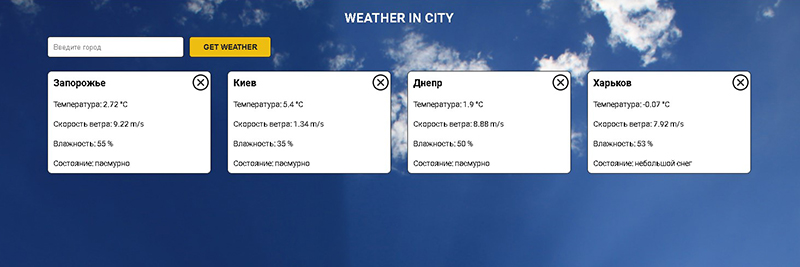 WEATHER IN CITY
Введите город
GET WEATHER
Запорожье
Температура: 2.72 °C
Скорость ветра: 9.22 m/s
Влажность: 55 %
Состояние: пасмурно
Киев
Температура: 5.4 °C
Скорость ветра: 1.34 m/s
Влажность: 35 %
Состояние: пасмурно
Днепр
Температура: 1.9 °C
Скорость ветра: 8.88 m/s
Влажность: 50 %
Состояние: пасмурно
Харьков
Температура: -0.07 °C
Скорость ветра: 7.92 m/s
Влажность: 53 %
Состояние: небольшой снег